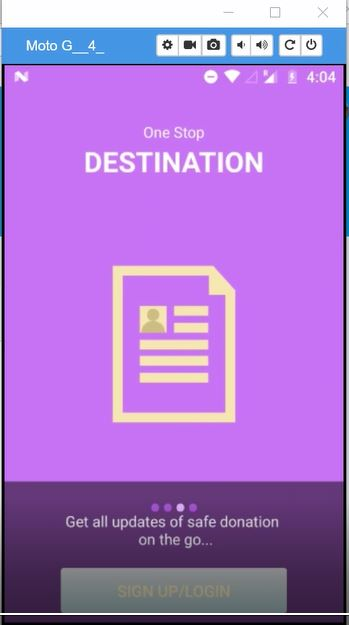 Moto G__4_
4:04
One Stop
DESTINATION
Get all updates of safe donation
on the go...
SIGN UP/LOGIN